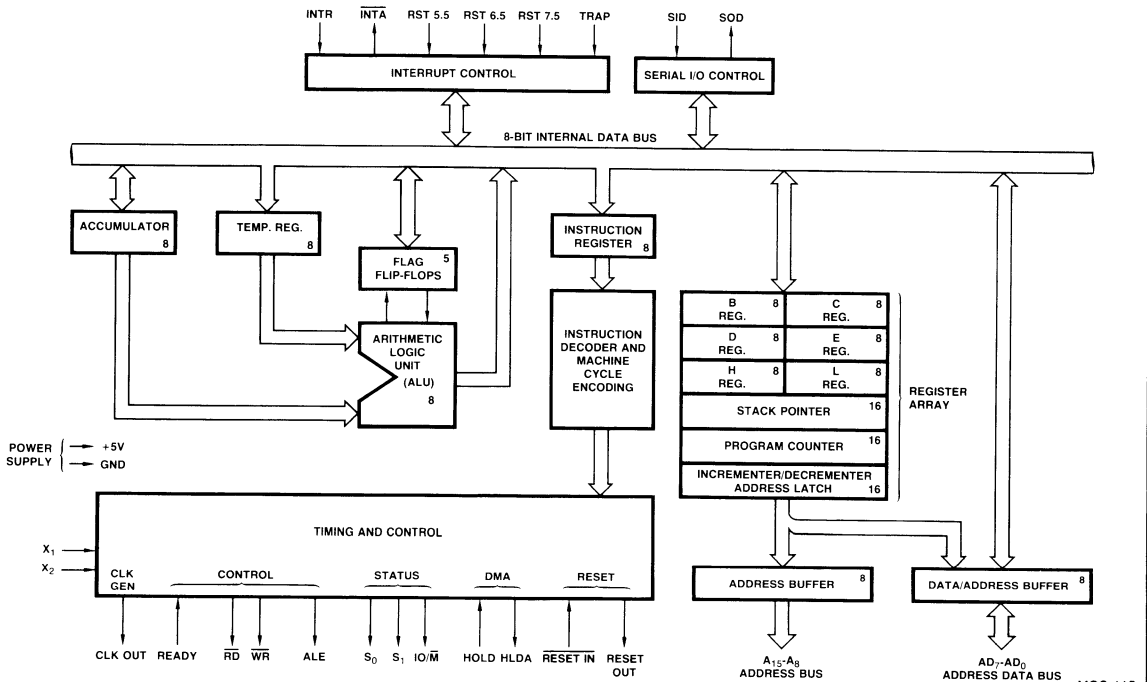 INTR I̅N̅T̅A̅ RST 5.5 RST 6.5 RST 7.5 TRAP SID SOD
INTERRUPT CONTROL
SERIAL I/O CONTROL
8-BIT INTERNAL DATA BUS
ACCUMULATOR
8
TEMP. REG.
8
FLAG
FLIP-FLOPS
5
ARITHMETIC
LOGIC
UNIT
(ALU)
8
INSTRUCTION
REGISTER
8
INSTRUCTION
DECODER AND
MACHINE
CYCLE
ENCODING
B 8
REG.
C 8
REG.
D 8
REG.
E 8
REG.
H 8
REG.
L 8
REG.
STACK POINTER 16
PROGRAM COUNTER 16
INCREMENTER/DECREMENTER
ADDRESS LATCH 16
REGISTER
ARRAY
POWER
SUPPLY
+5V
GND
TIMING AND CONTROL
X₁
X₂
CLK
GEN
CONTROL
STATUS
DMA
RESET
CLK OUT READY R̅D̅ W̅R̅ ALE S₀ S₁ IO/M̅ HOLD HLDA R̅E̅S̅E̅T̅ I̅N̅ RESET
OUT
ADDRESS BUFFER 8
DATA/ADDRESS BUFFER 8
A₁₅-A₈
ADDRESS BUS
AD₇-AD₀
ADDRESS DATA BUS